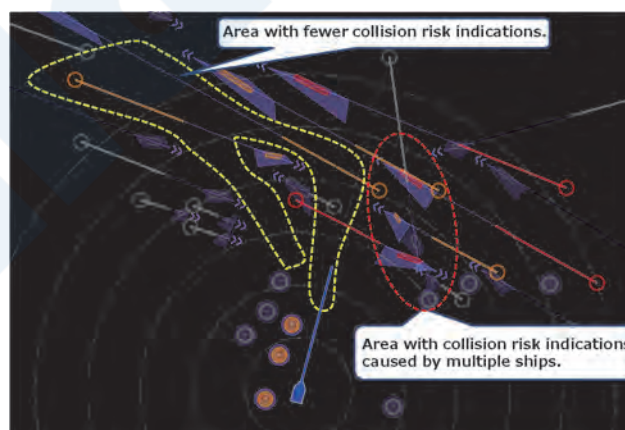 Area with fewer collision risk indications.
Area with collision risk indications
caused by multiple ships.